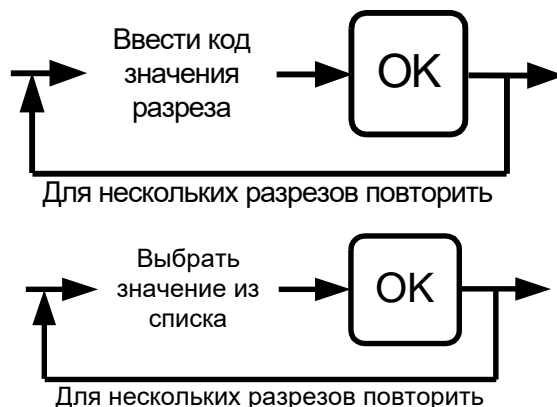 Ввести код
значения
разреза
OK
Для нескольких разрезов повторить
Выбрать
значение из
списка
OK
Для нескольких разрезов повторить